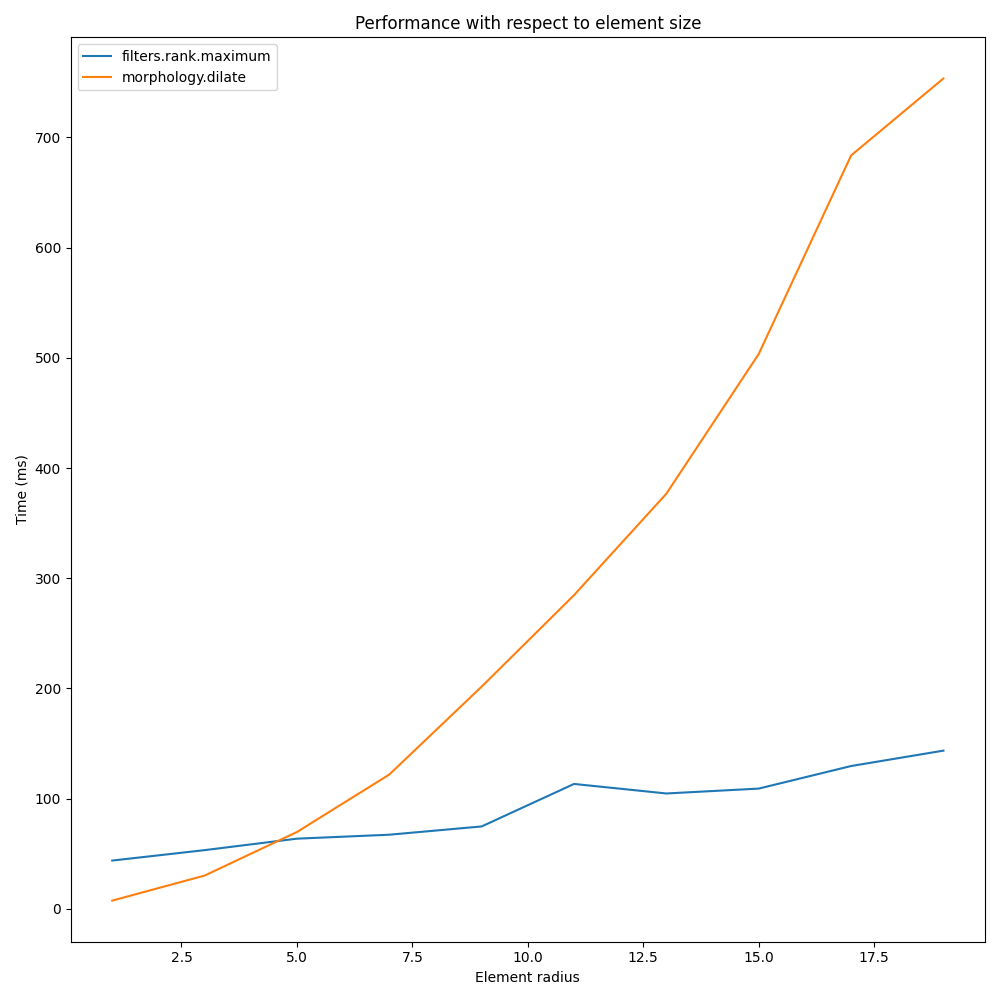 Performance with respect to element size
filters.rank.maximum
morphology.dilate
700
600
500
400
300
200
100
0
Time (ms)
2.5 5.0 7.5 10.0 12.5 15.0 17.5
Element radius